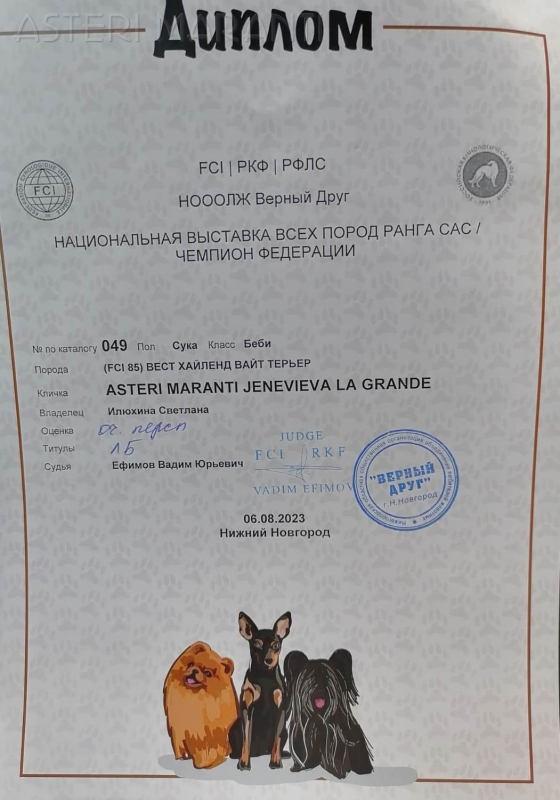 ASTERI MARANTI
Диплом
FCI | РКФ | РФЛС
НОООЛЖ Верный Друг
FCI
НАЦИОНАЛЬНАЯ ВЫСТАВКА ВСЕХ ПОРОД РАНГА САС /
ЧЕМПИОН ФЕДЕРАЦИИ
№ по каталогу 049 Пол Сука Класс Беби
Порода (FCI 85) ВЕСТ ХАЙЛЕНД ВАЙТ ТЕРЬЕР
Кличка ASTERI MARANTI JENEVIEVA LA GRANDE
Владелец Илюхина Светлана
Оценка оч. персп
Титулы ЛБ
Судья Ефимов Вадим Юрьевич
JUDGE
FCI RKF
VADIM EFIMOV
"ВЕРНЫЙ
ДРУГ"
г.Н.Новгород
06.08.2023
Нижний Новгород